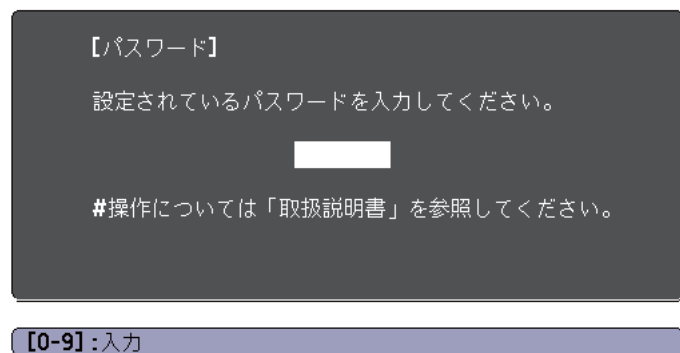 【パスワード】
設定されているパスワードを入力してください。
#操作については「取扱説明書」を参照してください。
[0-9]:入力